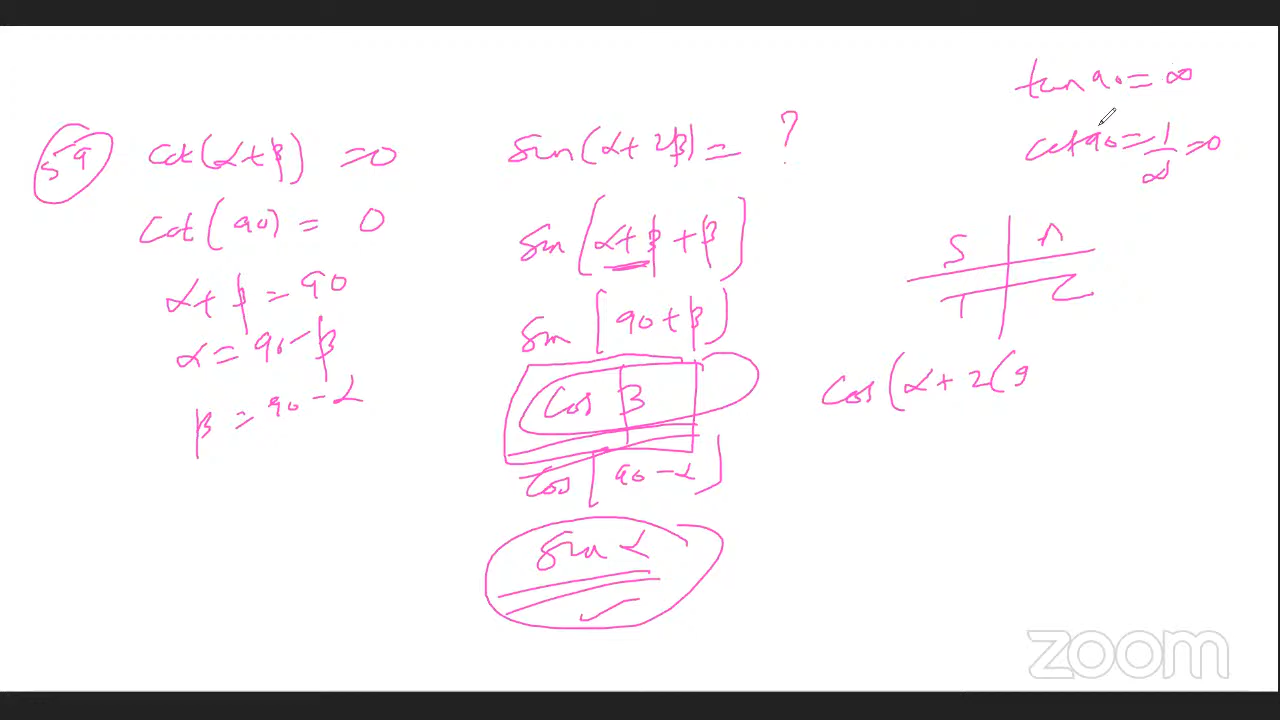 59
cot(α+β) =0
cot(90) = 0
α+β=90
α=90-β
β=90-α
sin(α+2β)= ?
sin[α+β+β]
sin[90+β]
Cos β
Cos[90-α]
sin α
tan 90=∞
cot 90=1/∞=0
S A
T C
Cos(α+2(9
zoom